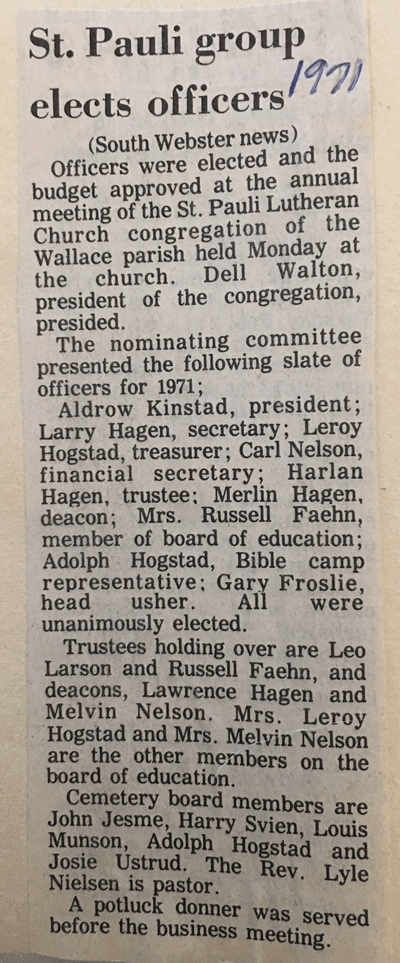 St. Pauli group
elects officers 1971
(South Webster news)
Officers were elected and the
budget approved at the annual
meeting of the St. Pauli Lutheran
Church congregation of the
Wallace parish held Monday at
the church. Dell Walton,
president of the congregation,
presided.
The nominating committee
presented the following slate of
officers for 1971;
Aldrow Kinstad, president;
Larry Hagen, secretary; Leroy
Hogstad, treasurer; Carl Nelson,
financial secretary; Harlan
Hagen, trustee; Merlin Hagen,
deacon; Mrs. Russell Faehn,
member of board of education;
Adolph Hogstad, Bible camp
representative; Gary Froslie,
head usher. All were
unanimously elected.
Trustees holding over are Leo
Larson and Russell Faehn, and
deacons, Lawrence Hagen and
Melvin Nelson. Mrs. Leroy
Hogstad and Mrs. Melvin Nelson
are the other members on the
board of education.
Cemetery board members are
John Jesme, Harry Svien, Louis
Munson, Adolph Hogstad and
Josie Ustrud. The Rev. Lyle
Nielsen is pastor.
A potluck donner was served
before the business meeting.